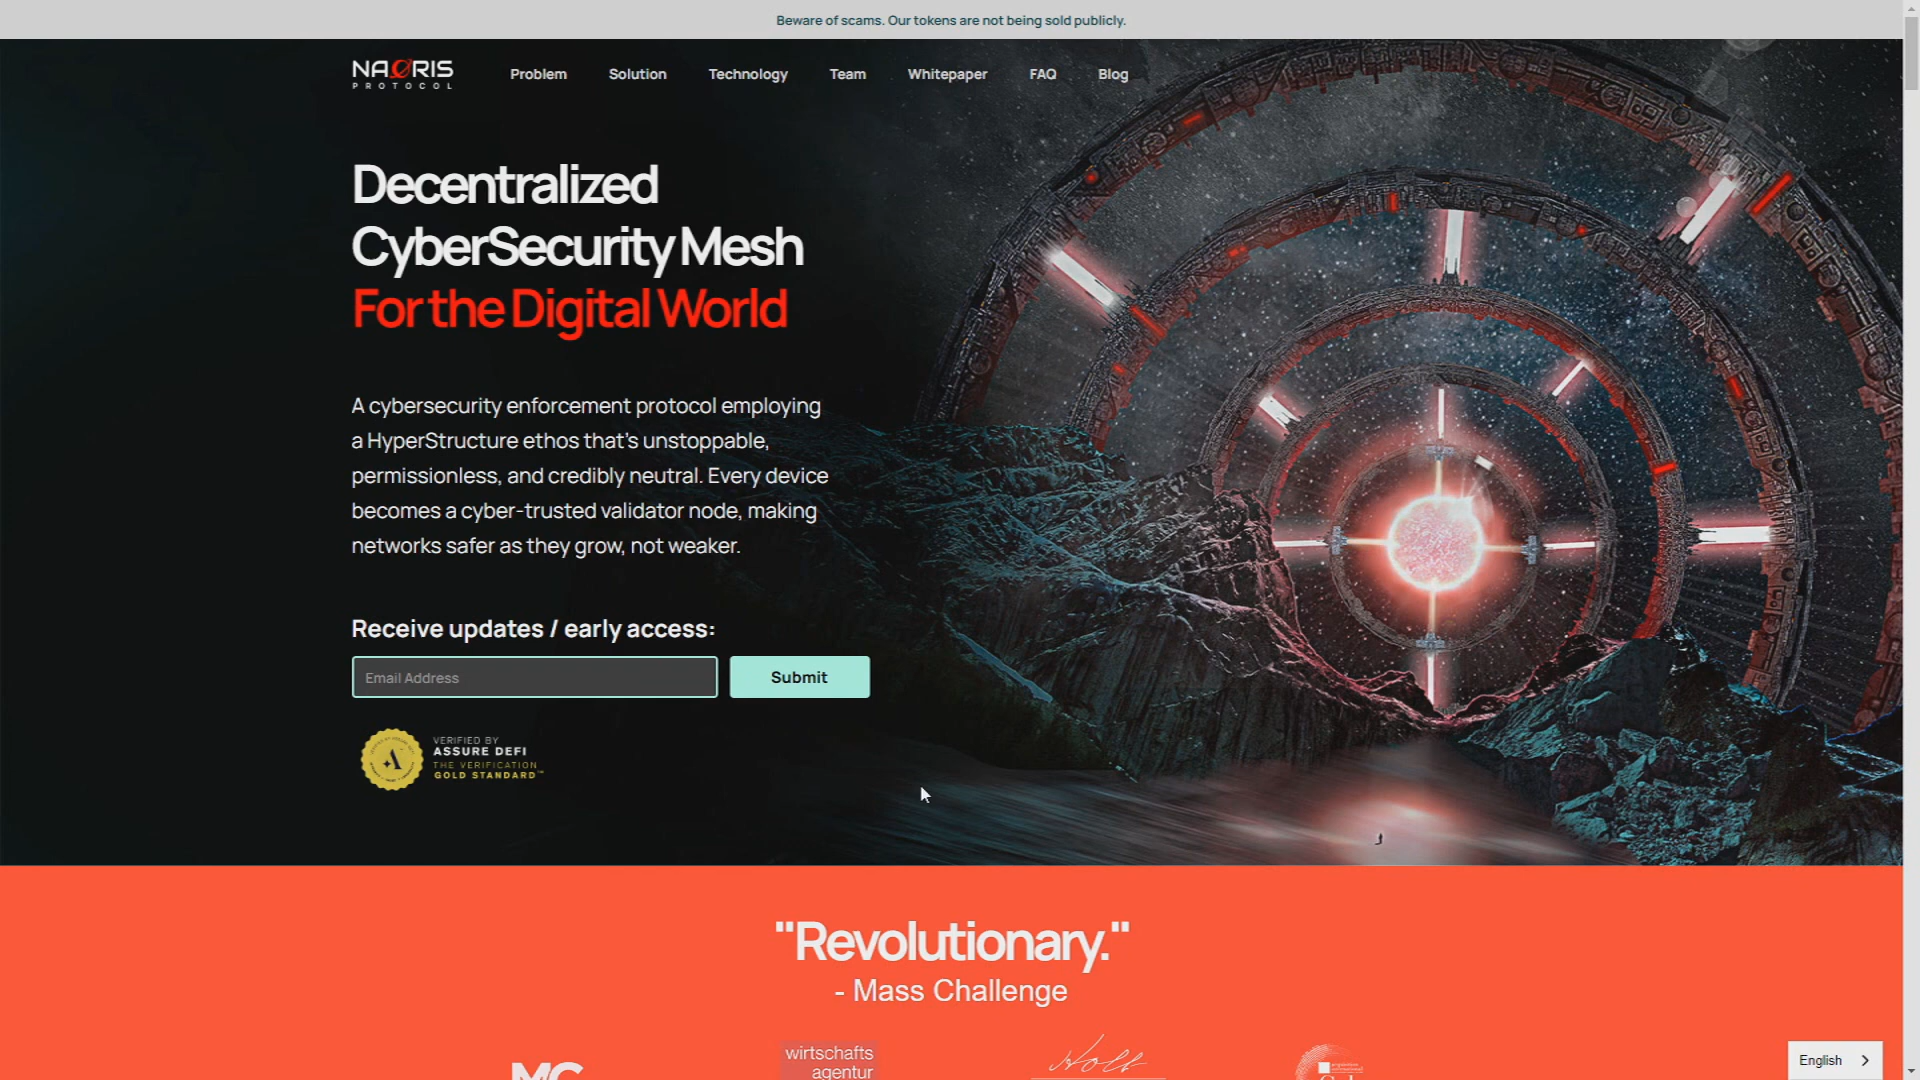 Beware of scams. Our tokens are not being sold publicly.
NAORIS
PROTOCOL
Problem
Solution
Technology
Team
Whitepaper
FAQ
Blog
Decentralized
CyberSecurity Mesh
For the Digital World
A cybersecurity enforcement protocol employing
a HyperStructure ethos that's unstoppable,
permissionless, and credibly neutral. Every device
becomes a cyber-trusted validator node, making
networks safer as they grow, not weaker.
Receive updates / early access:
Email Address
Submit
VERIFIED BY
ASSURE DEFI
THE VERIFICATION
GOLD STANDARD™
"Revolutionary."
- Mass Challenge
MC
wirtschafts
agentur
English